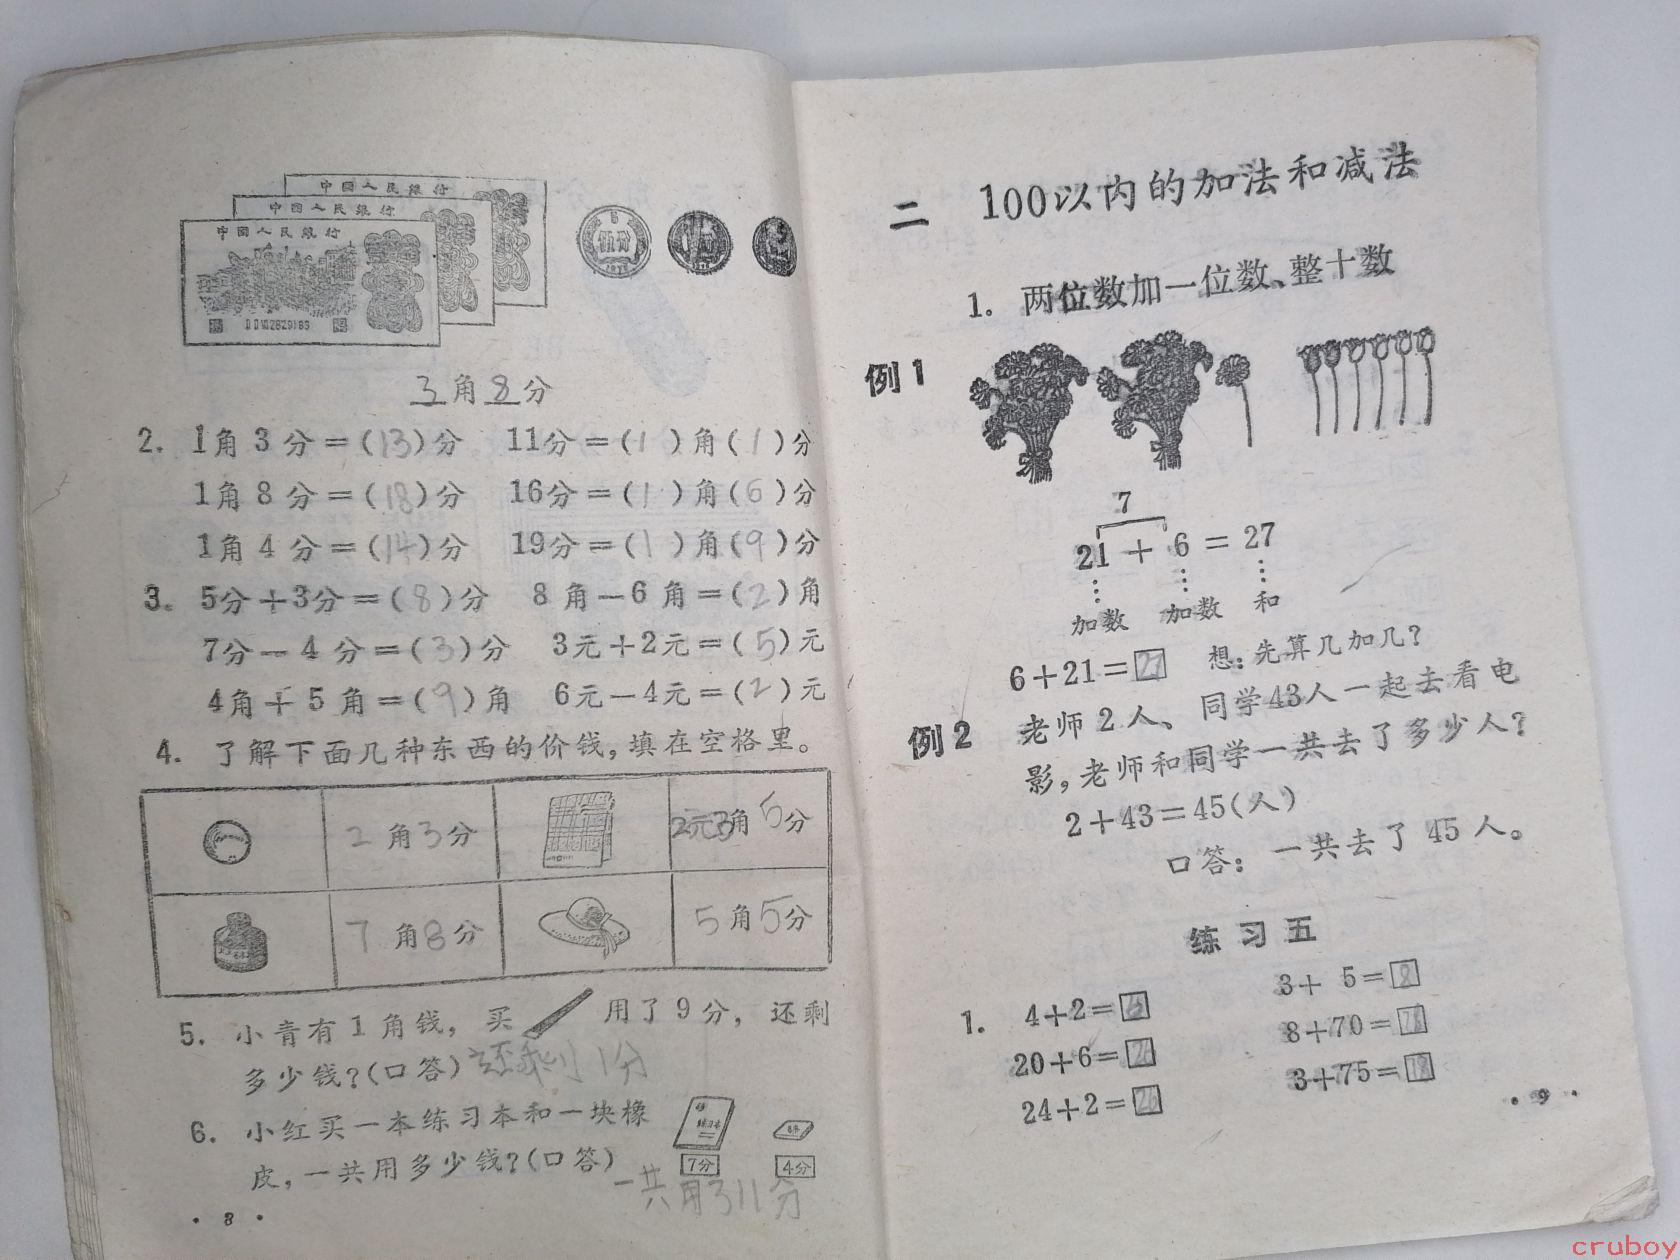 中国人民银行
中国人民银行
中国人民银行
伍分
3角8分
2. 1角3分=(13)分 11分=(1)角(1)分
1角8分=(18)分 16分=(1)角(6)分
1角4分=(14)分 19分=(1)角(9)分
3. 5分+3分=(8)分 8角-6角=(2)角
7分-4分=(3)分 3元+2元=(5)元
4角+5角=(9)角 6元-4元=(2)元
4. 了解下面几种东西的价钱,填在空格里。
2角3分 2元3角5分
7角8分 5角5分
5. 小青有1角钱,买 用了9分,还剩
多少钱?(口答)还剩1分
6. 小红买一本练习本和一块橡
皮,一共用多少钱?(口答)
练习本
7分 4分
一共用了11分
·8·
二 100以内的加法和减法
1. 两位数加一位数、整十数
例1
7
21+6=27
加数 加数 和
6+21=27 想:先算几加几?
例2 老师2人、同学43人一起去看电
影,老师和同学一共去了多少人?
2+43=45(人)
口答:一共去了45人。
练习五
1. 4+2=6 3+5=8
20+6=26 8+70=78
24+2=26 3+75=
·9·
cruboy